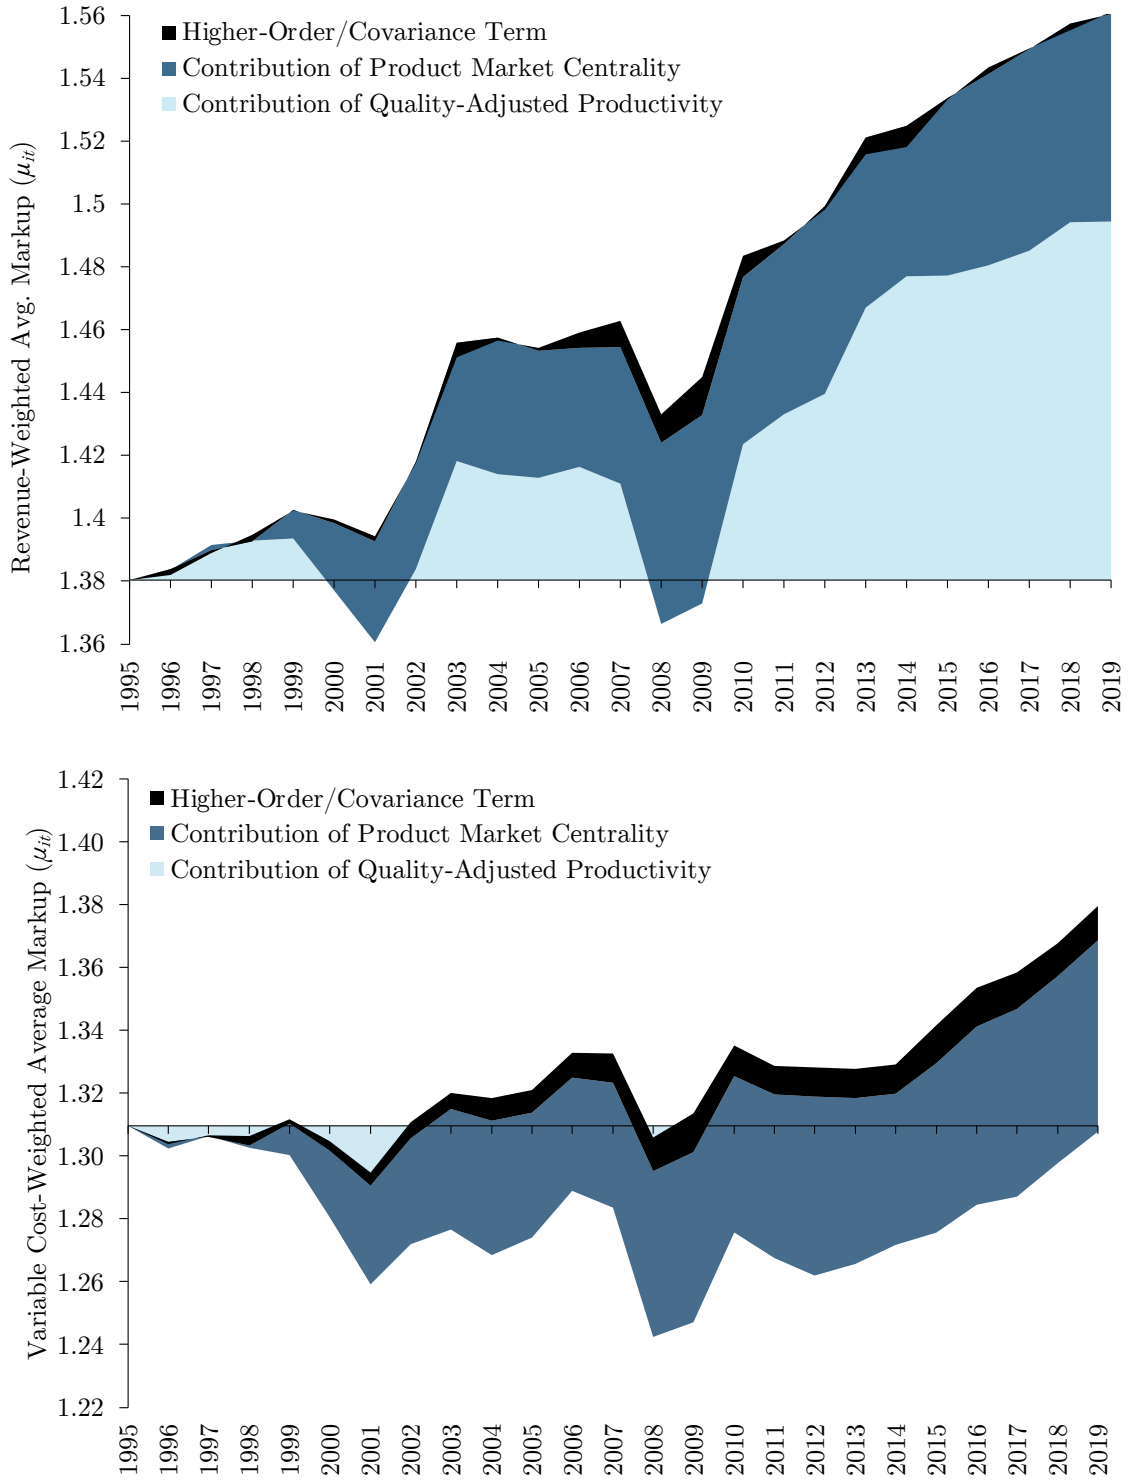 Revenue-Weighted Avg. Markup (μit)
1.56
1.54
1.52
1.5
1.48
1.46
1.44
1.42
1.4
1.38
1.36
Higher-Order/Covariance Term
Contribution of Product Market Centrality
Contribution of Quality-Adjusted Productivity
1995 1996 1997 1998 1999 2000 2001 2002 2003 2004 2005 2006 2007 2008 2009 2010 2011 2012 2013 2014 2015 2016 2017 2018 2019
Variable Cost-Weighted Average Markup (μit)
1.42
1.40
1.38
1.36
1.34
1.32
1.30
1.28
1.26
1.24
1.22
Higher-Order/Covariance Term
Contribution of Product Market Centrality
Contribution of Quality-Adjusted Productivity
1995 1996 1997 1998 1999 2000 2001 2002 2003 2004 2005 2006 2007 2008 2009 2010 2011 2012 2013 2014 2015 2016 2017 2018 2019